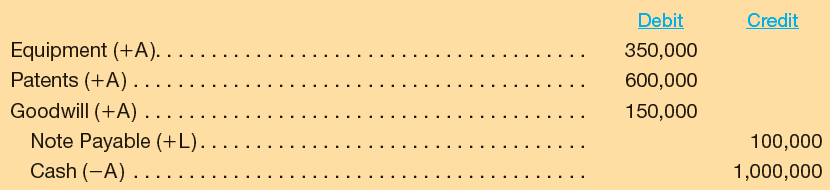 Debit Credit
Equipment (+A). . . . . . . . . . . . . . . . . . . . . . . . . . . . . . . . . . . . . . . . 350,000
Patents (+A) . . . . . . . . . . . . . . . . . . . . . . . . . . . . . . . . . . . . . . . . . . 600,000
Goodwill (+A) . . . . . . . . . . . . . . . . . . . . . . . . . . . . . . . . . . . . . . . . . 150,000
Note Payable (+L). . . . . . . . . . . . . . . . . . . . . . . . . . . . . . . . . . . . 100,000
Cash (−A) . . . . . . . . . . . . . . . . . . . . . . . . . . . . . . . . . . . . . . . . . . 1,000,000